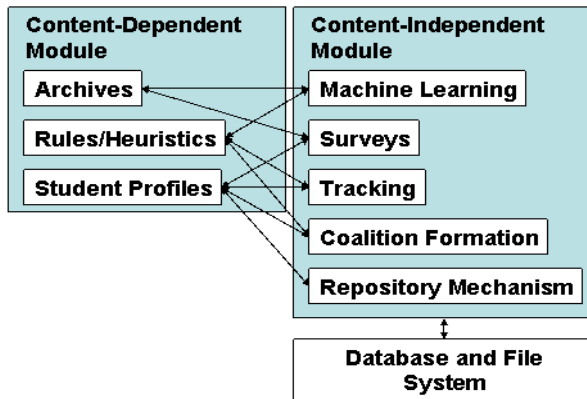 Content-Dependent
Module
Archives
Rules/Heuristics
Student Profiles
Content-Independent
Module
Machine Learning
Surveys
Tracking
Coalition Formation
Repository Mechanism
Database and File
System